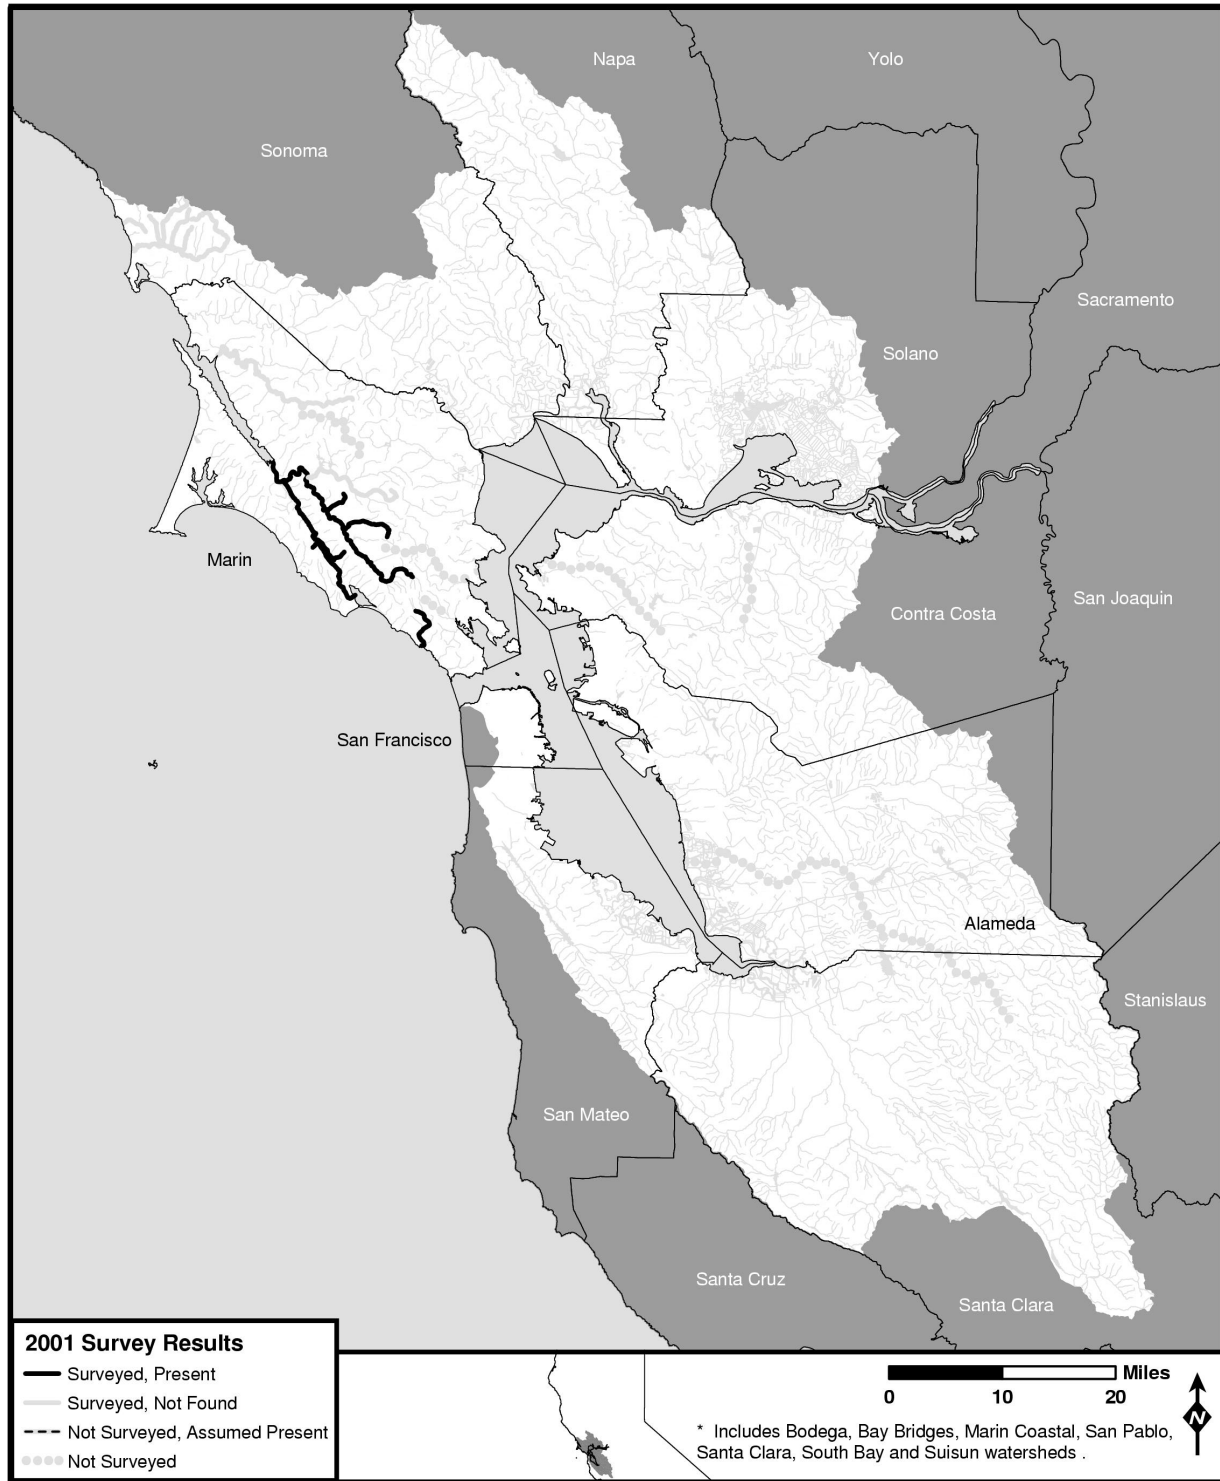 Napa
Yolo
Sonoma
Sacramento
Solano
Marin
Contra Costa
San Joaquin
San Francisco
Alameda
Stanislaus
San Mateo
Santa Cruz
Santa Clara
2001 Survey Results
Surveyed, Present
Surveyed, Not Found
Not Surveyed, Assumed Present
Not Surveyed
Miles
0 10 20
N
* Includes Bodega, Bay Bridges, Marin Coastal, San Pablo,
Santa Clara, South Bay and Suisun watersheds .